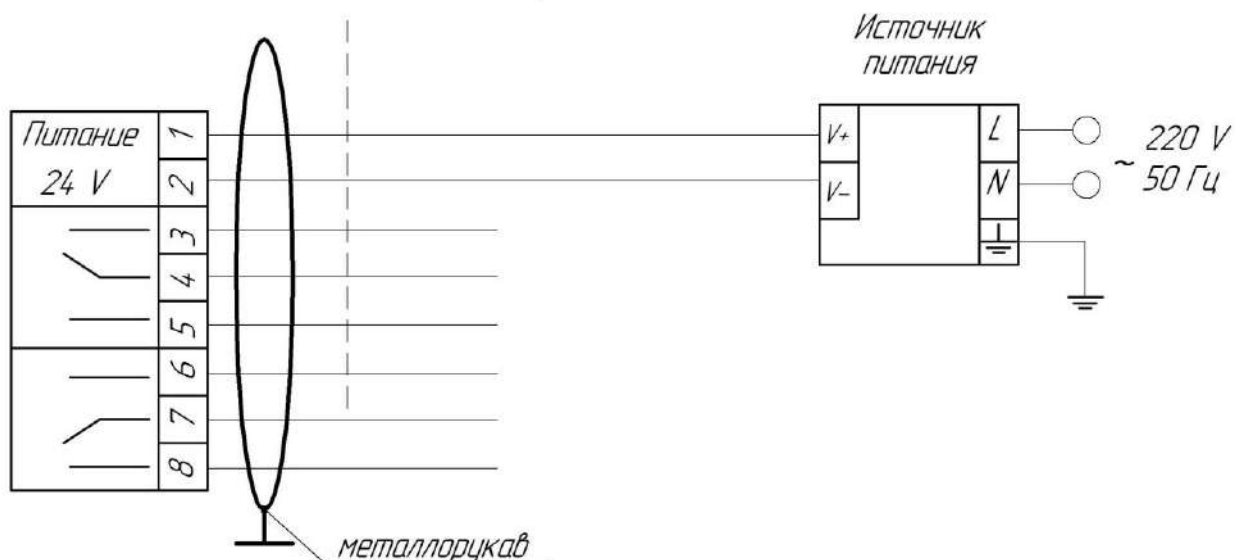 Источник
питания
Питание
24 V
1
2
3
4
5
6
7
8
V+
V-
L
N
~ 220 V
50 Гц
металлорукав